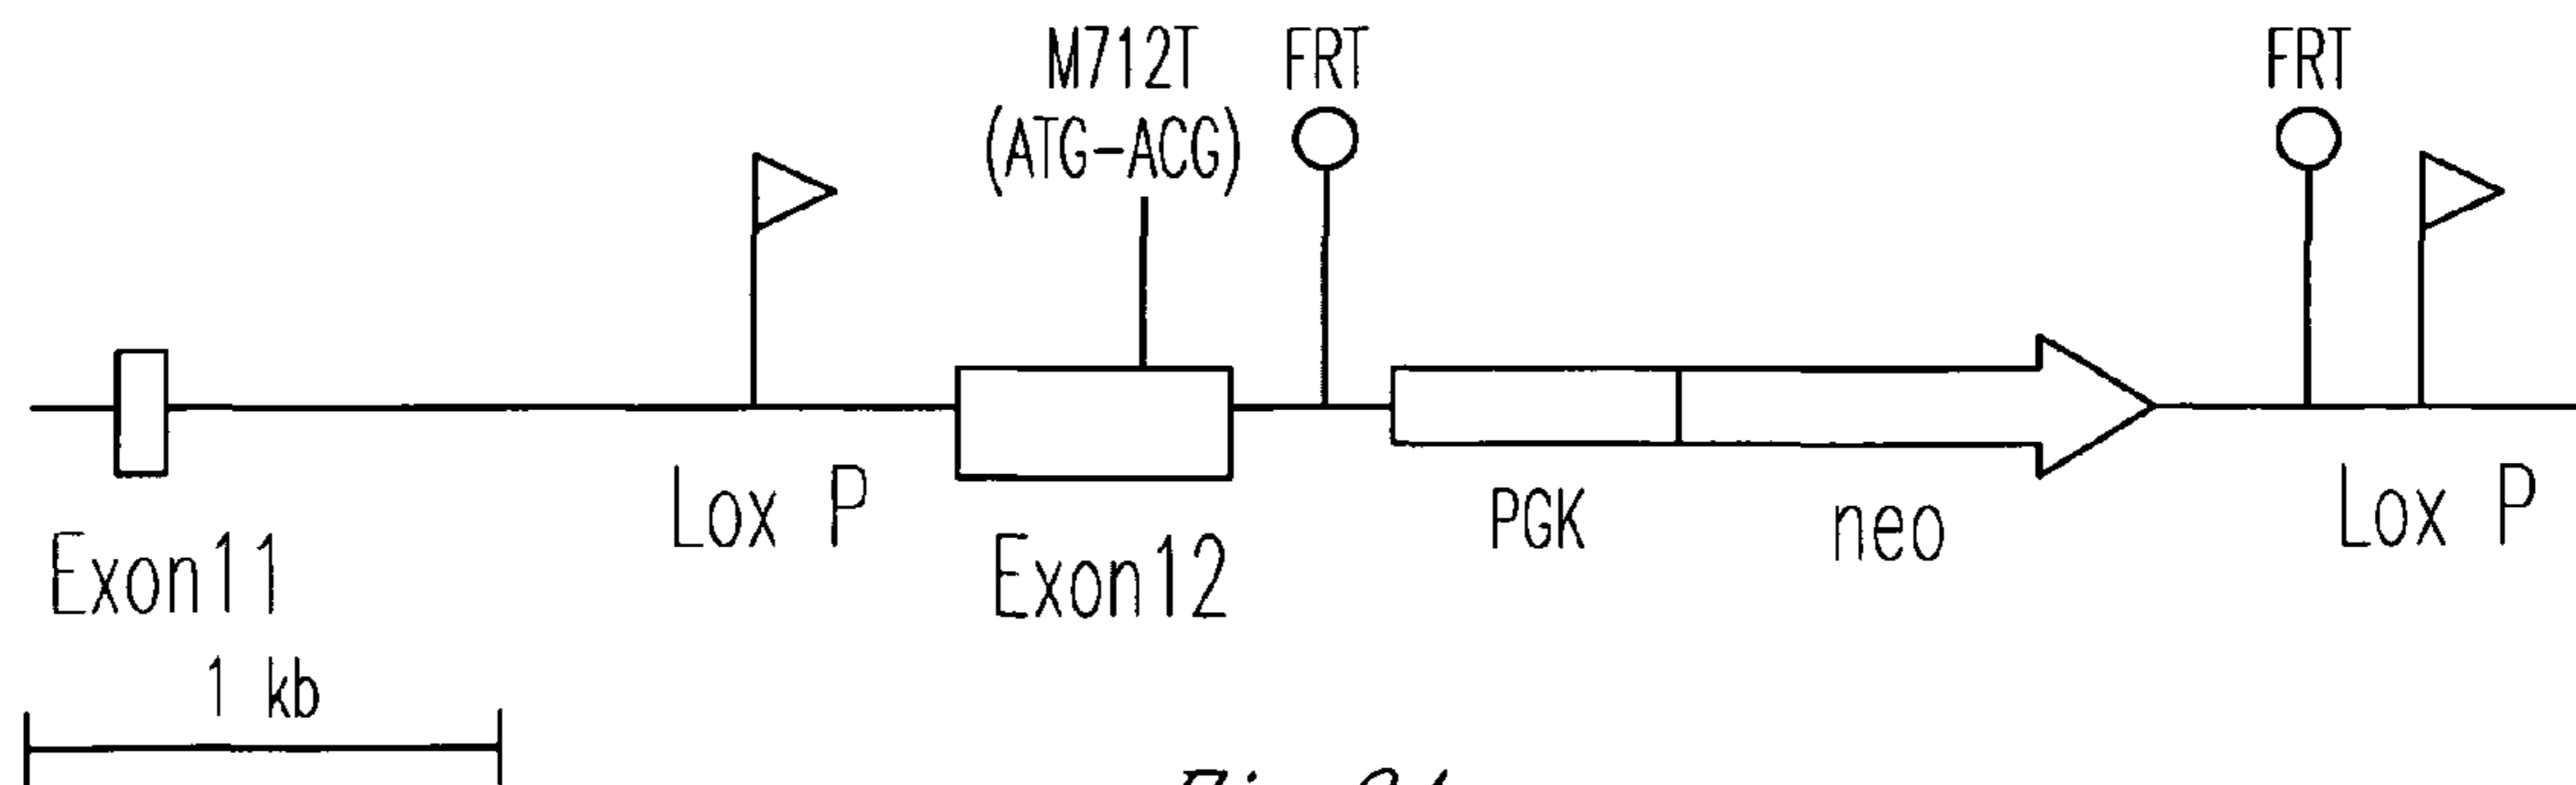 M712T
(ATG-ACG)
FRT
FRT
Lox P
Exon11
Exon12
PGK
neo
Lox P
1 kb